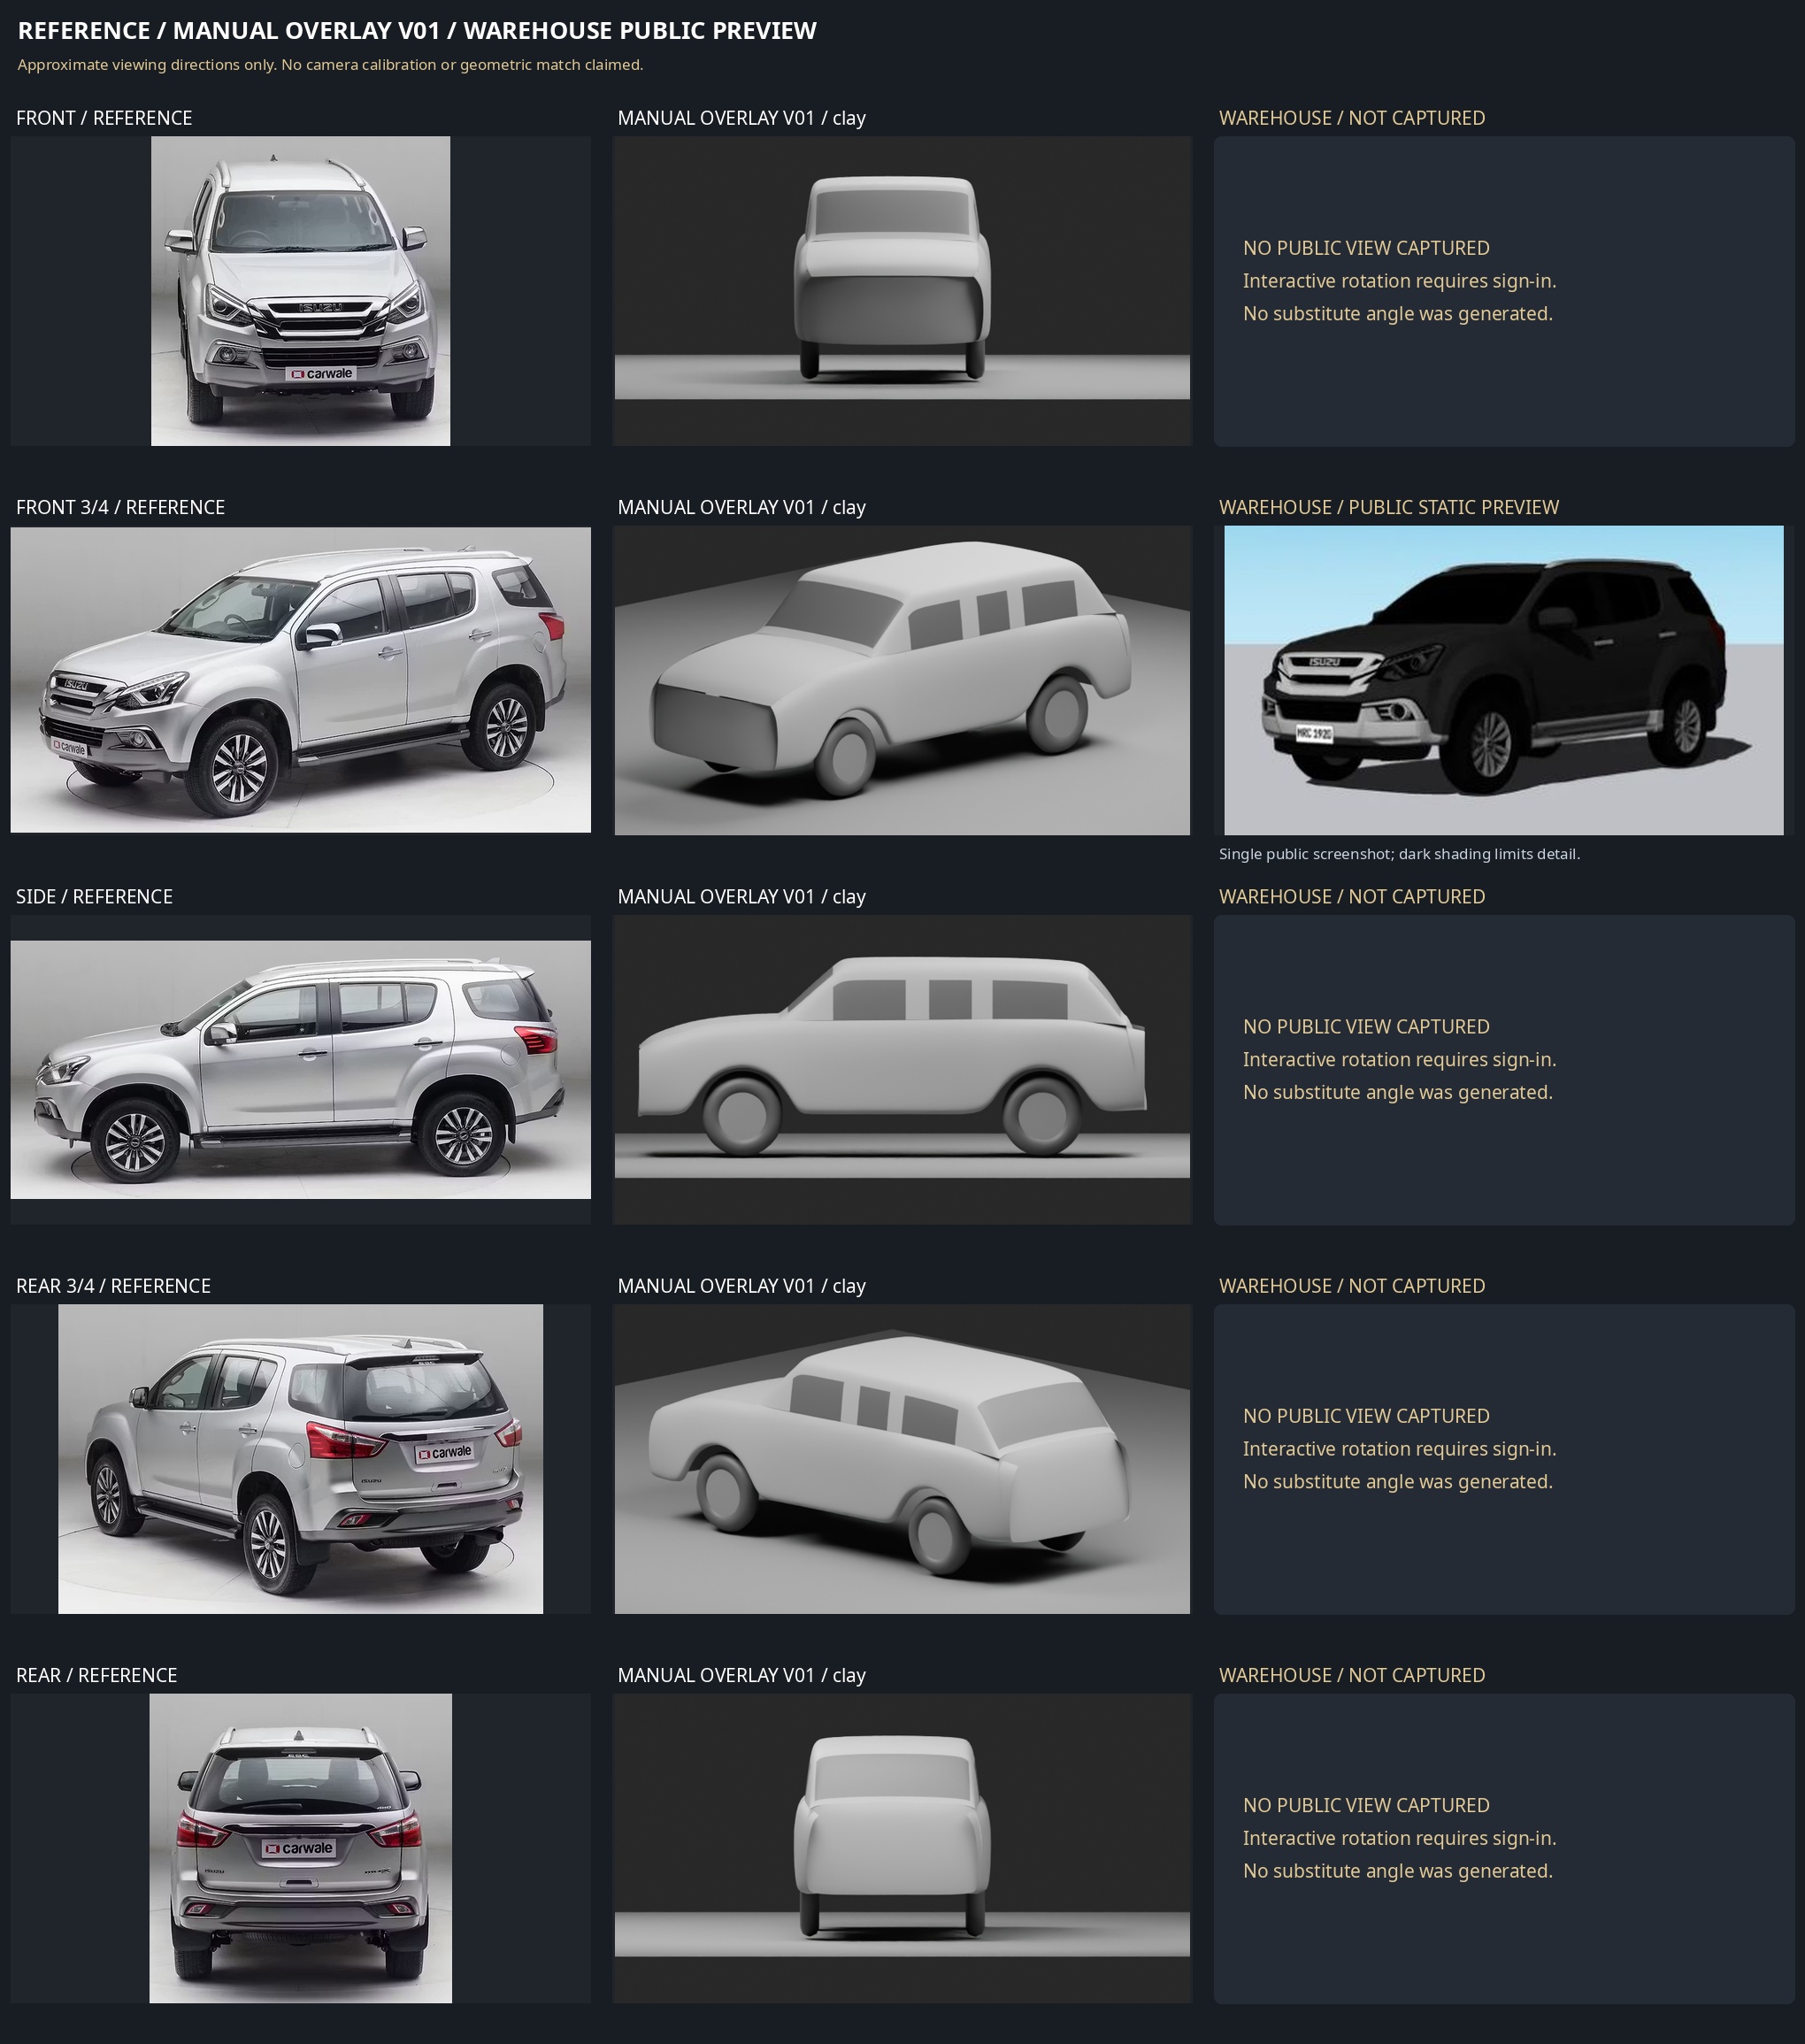 REFERENCE / MANUAL OVERLAY V01 / WAREHOUSE PUBLIC PREVIEW
Approximate viewing directions only. No camera calibration or geometric match claimed.
FRONT / REFERENCE
MANUAL OVERLAY V01 / clay
WAREHOUSE / NOT CAPTURED
ISUZU
carwale
NO PUBLIC VIEW CAPTURED
Interactive rotation requires sign-in.
No substitute angle was generated.
FRONT 3/4 / REFERENCE
MANUAL OVERLAY V01 / clay
WAREHOUSE / PUBLIC STATIC PREVIEW
ISUZU
carwale
ISUZU
MRC 1920
Single public screenshot; dark shading limits detail.
SIDE / REFERENCE
MANUAL OVERLAY V01 / clay
WAREHOUSE / NOT CAPTURED
NO PUBLIC VIEW CAPTURED
Interactive rotation requires sign-in.
No substitute angle was generated.
REAR 3/4 / REFERENCE
MANUAL OVERLAY V01 / clay
WAREHOUSE / NOT CAPTURED
carwale
ISUZU
NO PUBLIC VIEW CAPTURED
Interactive rotation requires sign-in.
No substitute angle was generated.
REAR / REFERENCE
MANUAL OVERLAY V01 / clay
WAREHOUSE / NOT CAPTURED
carwale
ISUZU
NO PUBLIC VIEW CAPTURED
Interactive rotation requires sign-in.
No substitute angle was generated.